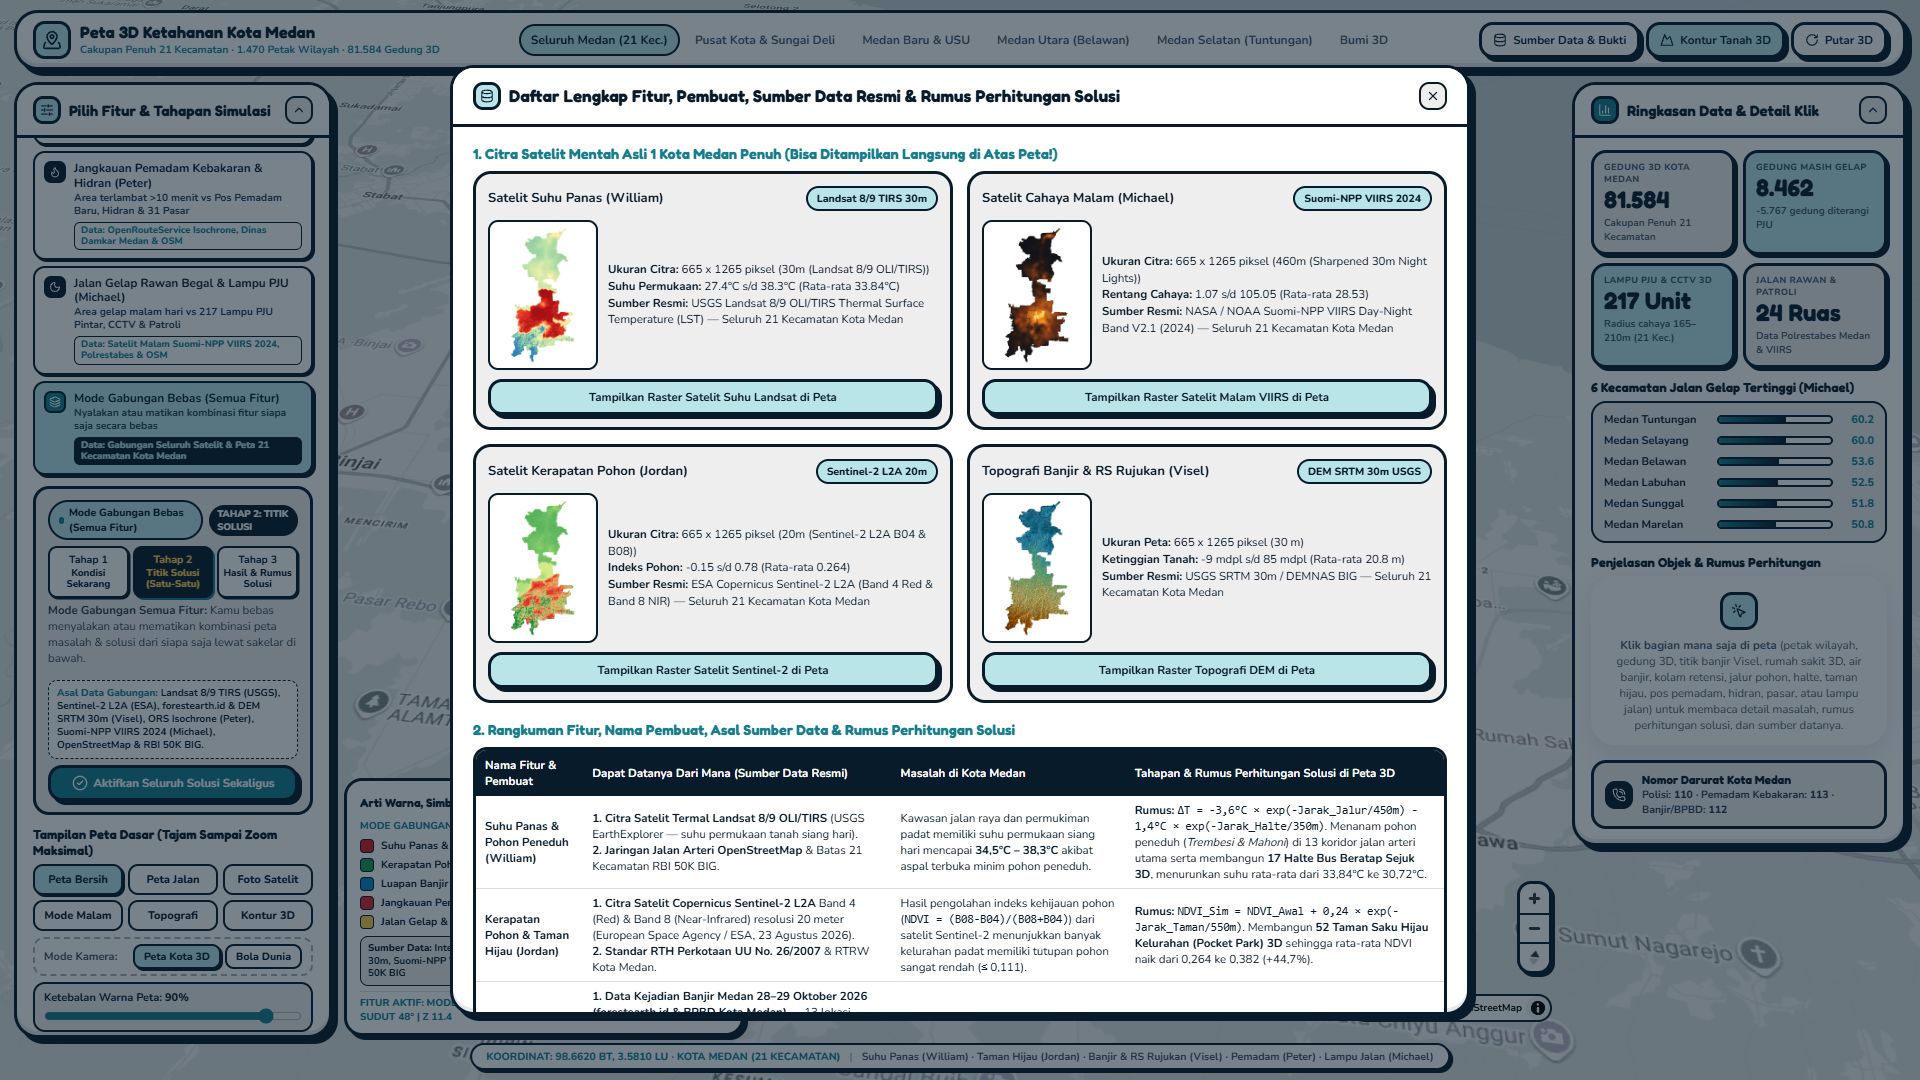 Peta 3D Ketahanan Kota Medan
Cakupan Penuh 21 Kecamatan · 1.470 Petak Wilayah · 81.584 Gedung 3D
Seluruh Medan (21 Kec.)
Pusat Kota & Sungai Deli
Medan Baru & USU
Medan Utara (Belawan)
Medan Selatan (Tuntungan)
Bumi 3D
Sumber Data & Bukti
Kontur Tanah 3D
Putar 3D
Pilih Fitur & Tahapan Simulasi
Jangkauan Pemadam Kebakaran &
Hidran (Peter)
Area terlambat >10 menit vs Pos Pemadam
Baru, Hidran & 31 Pasar
Data: OpenRouteService Isochrone, Dinas
Damkar Medan & OSM
Jalan Gelap Rawan Begal & Lampu PJU
(Michael)
Area gelap malam hari vs 217 Lampu PJU
Pintar, CCTV & Patroli
Data: Satelit Malam Suomi-NPP VIIRS 2024,
Polrestabes & OSM
Mode Gabungan Bebas (Semua Fitur)
Nyalakan atau matikan kombinasi fitur siapa
saja secara bebas
Data: Gabungan Seluruh Satelit & Peta 21
Kecamatan Kota Medan
Mode Gabungan Bebas
(Semua Fitur)
TAHAP 2: TITIK
SOLUSI
Tahap 1
Kondisi
Sekarang
Tahap 2
Titik Solusi
(Satu-Satu)
Tahap 3
Hasil & Rumus
Solusi
Mode Gabungan Semua Fitur: Kamu bebas
menyalakan atau mematikan kombinasi peta
masalah & solusi dari siapa saja lewat sakelar di
bawah.
Asal Data Gabungan: Landsat 8/9 TIRS (USGS),
Sentinel-2 L2A (ESA), forestearth.id & DEM
SRTM 30m (Visel), ORS Isochrone (Peter),
Suomi-NPP VIIRS 2024 (Michael),
OpenStreetMap & RBI 50K BIG.
Aktifkan Seluruh Solusi Sekaligus
Tampilan Peta Dasar (Tajam Sampai Zoom
Maksimal)
Peta Bersih
Peta Jalan
Foto Satelit
Mode Malam
Topografi
Kontur 3D
Mode Kamera:
Peta Kota 3D
Bola Dunia
Ketebalan Warna Peta: 90%
Arti Warna, Simb
MODE GABUNGAN
Suhu Panas &
Kerapatan Poh
Luapan Banjir
Jangkauan Per
Jalan Gelap &
Sumber Data: Inte
30m, Suomi-NPP
50K BIG
FITUR AKTIF: MODE
SUDUT 48° | Z 11.4
Daftar Lengkap Fitur, Pembuat, Sumber Data Resmi & Rumus Perhitungan Solusi
1. Citra Satelit Mentah Asli 1 Kota Medan Penuh (Bisa Ditampilkan Langsung di Atas Peta!)
Satelit Suhu Panas (William)
Landsat 8/9 TIRS 30m
Ukuran Citra: 665 x 1265 piksel (30m (Landsat 8/9 OLI/TIRS))
Suhu Permukaan: 27.4°C s/d 38.3°C (Rata-rata 33.84°C)
Sumber Resmi: USGS Landsat 8/9 OLI/TIRS Thermal Surface
Temperature (LST) — Seluruh 21 Kecamatan Kota Medan
Tampilkan Raster Satelit Suhu Landsat di Peta
Satelit Cahaya Malam (Michael)
Suomi-NPP VIIRS 2024
Ukuran Citra: 665 x 1265 piksel (460m (Sharpened 30m Night
Lights))
Rentang Cahaya: 1.07 s/d 105.05 (Rata-rata 28.53)
Sumber Resmi: NASA / NOAA Suomi-NPP VIIRS Day-Night
Band V2.1 (2024) — Seluruh 21 Kecamatan Kota Medan
Tampilkan Raster Satelit Malam VIIRS di Peta
Satelit Kerapatan Pohon (Jordan)
Sentinel-2 L2A 20m
Ukuran Citra: 665 x 1265 piksel (20m (Sentinel-2 L2A B04 &
B08))
Indeks Pohon: -0.15 s/d 0.78 (Rata-rata 0.264)
Sumber Resmi: ESA Copernicus Sentinel-2 L2A (Band 4 Red &
Band 8 NIR) — Seluruh 21 Kecamatan Kota Medan
Tampilkan Raster Satelit Sentinel-2 di Peta
Topografi Banjir & RS Rujukan (Visel)
DEM SRTM 30m USGS
Ukuran Peta: 665 x 1265 piksel (30 m)
Ketinggian Tanah: -9 mdpl s/d 85 mdpl (Rata-rata 20.8 m)
Sumber Resmi: USGS SRTM 30m / DEMNAS BIG — Seluruh 21
Kecamatan Kota Medan
Tampilkan Raster Topografi DEM di Peta
2. Rangkuman Fitur, Nama Pembuat, Asal Sumber Data & Rumus Perhitungan Solusi
Nama Fitur &
Pembuat
Dapat Datanya Dari Mana (Sumber Data Resmi)
Masalah di Kota Medan
Tahapan & Rumus Perhitungan Solusi di Peta 3D
Suhu Panas &
Pohon Peneduh
(William)
1. Citra Satelit Termal Landsat 8/9 OLI/TIRS (USGS
EarthExplorer — suhu permukaan tanah siang hari).
2. Jaringan Jalan Arteri OpenStreetMap & Batas 21
Kecamatan RBI 50K BIG.
Kawasan jalan raya dan permukiman
padat memiliki suhu permukaan siang
hari mencapai 34,5°C – 38,3°C akibat
aspal terbuka minim pohon peneduh.
Rumus: ΔT = -3,6°C × exp(-Jarak_Jalur/450m) -
1,4°C × exp(-Jarak_Halte/350m). Menanam pohon
peneduh (Trembesi & Mahoni) di 13 koridor jalan arteri
utama serta membangun 17 Halte Bus Beratap Sejuk
3D, menurunkan suhu rata-rata dari 33,84°C ke 30,72°C.
Kerapatan
Pohon & Taman
Hijau (Jordan)
1. Citra Satelit Copernicus Sentinel-2 L2A Band 4
(Red) & Band 8 (Near-Infrared) resolusi 20 meter
(European Space Agency / ESA, 23 Agustus 2026).
2. Standar RTH Perkotaan UU No. 26/2007 & RTRW
Kota Medan.
Hasil pengolahan indeks kehijauan pohon
(NDVI = (B08-B04)/(B08+B04)) dari
satelit Sentinel-2 menunjukkan banyak
kelurahan padat memiliki tutupan pohon
sangat rendah (≤ 0,111).
Rumus: NDVI_Sim = NDVI_Awal + 0,24 × exp(-
Jarak_Taman/550m). Membangun 52 Taman Saku Hijau
Kelurahan (Pocket Park) 3D sehingga rata-rata NDVI
naik dari 0,264 ke 0,382 (+44,7%).
1. Data Kejadian Banjir Medan 28–29 Oktober 2026
(forestearth.id & BPBD Kota Medan) — 13 lokasi
Ringkasan Data & Detail Klik
GEDUNG 3D KOTA
MEDAN
81.584
Cakupan Penuh 21
Kecamatan
GEDUNG MASIH GELAP
8.462
-5.767 gedung diterangi
PJU
LAMPU PJU & CCTV 3D
217 Unit
Radius cahaya 165–
210m (21 Kec.)
JALAN RAWAN &
PATROLI
24 Ruas
Data Polrestabes Medan
& VIIRS
6 Kecamatan Jalan Gelap Tertinggi (Michael)
Medan Tuntungan 60.2
Medan Selayang 60.0
Medan Belawan 53.6
Medan Labuhan 52.5
Medan Sunggal 51.8
Medan Marelan 50.8
Penjelasan Objek & Rumus Perhitungan
Klik bagian mana saja di peta (petak wilayah,
gedung 3D, titik banjir Visel, rumah sakit 3D, air
banjir, kolam retensi, jalur pohon, halte, taman
hijau, pos pemadam, hidran, pasar, atau lampu
jalan) untuk membaca detail masalah, rumus
perhitungan solusi, dan sumber datanya.
Nomor Darurat Kota Medan
Polisi: 110 · Pemadam Kebakaran: 113 ·
Banjir/BPBD: 112
StreetMap
KOORDINAT: 98.6620 BT, 3.5810 LU · KOTA MEDAN (21 KECAMATAN) | Suhu Panas (William) · Taman Hijau (Jordan) · Banjir & RS Rujukan (Visel) · Pemadam (Peter) · Lampu Jalan (Michael)
Sukadamai
Stabat
Stabat
Binjai
Binjai
MENCIRIM
Pasar Rebo
TAMA
ALAMT
Rumah Sak
awa
Sumut Nagarejo
Anggur